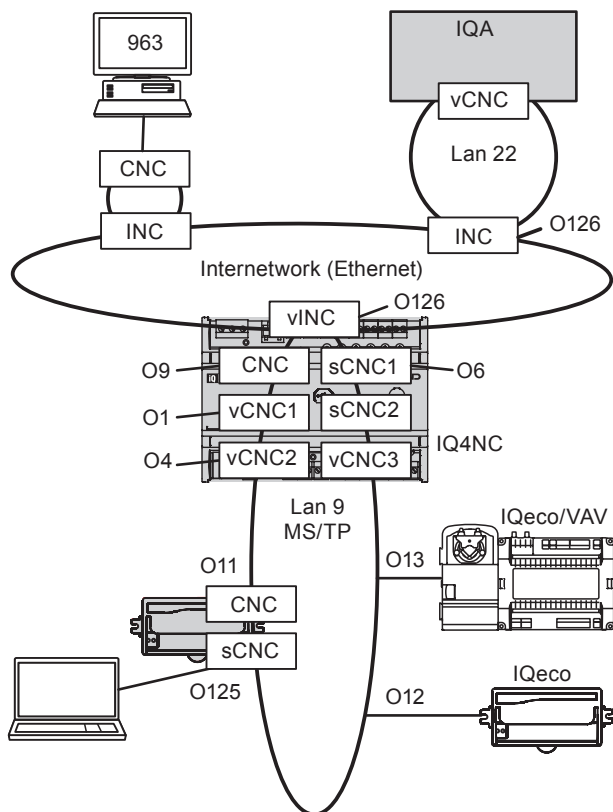 963
IQA
vCNC
CNC
Lan 22
INC
INC
O126
Internetwork (Ethernet)
vINC
O126
O9
CNC
sCNC1
O6
O1
vCNC1
sCNC2
O4
vCNC2
vCNC3
IQ4NC
Lan 9
MS/TP
IQeco/VAV
O11
O13
CNC
sCNC
O125
O12
IQeco